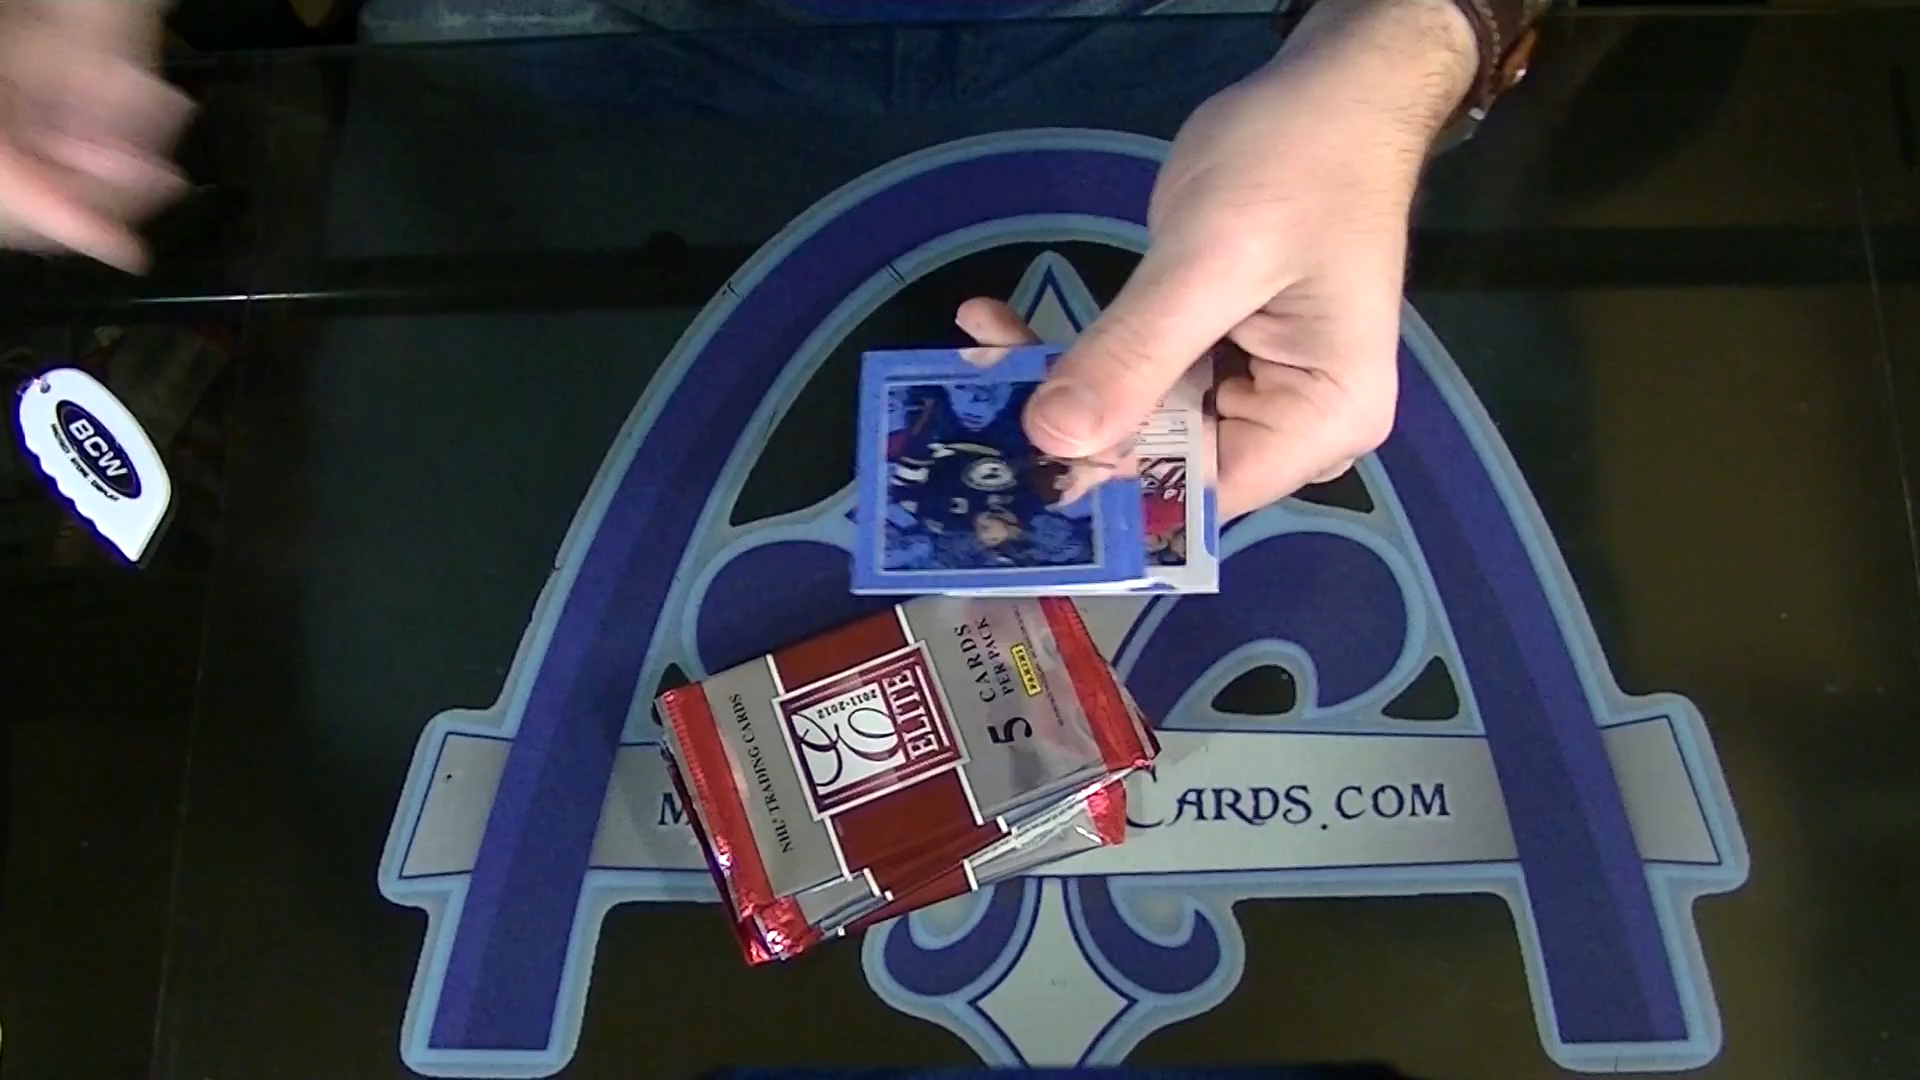 BCW
5 CARDS
PER PACK
PANINI
ELITE
2011-2012
NHL® TRADING CARDS
M
CARDS.COM